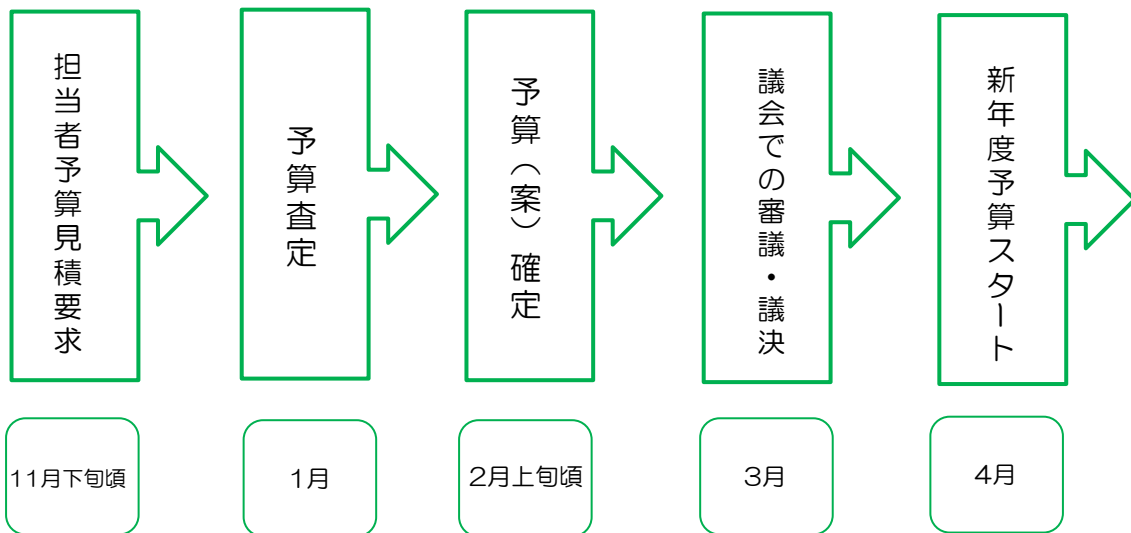 担当者予算見積要求
予算査定
予算（案）確定
議会での審議・議決
新年度予算スタート
11月下旬頃
1月
2月上旬頃
3月
4月